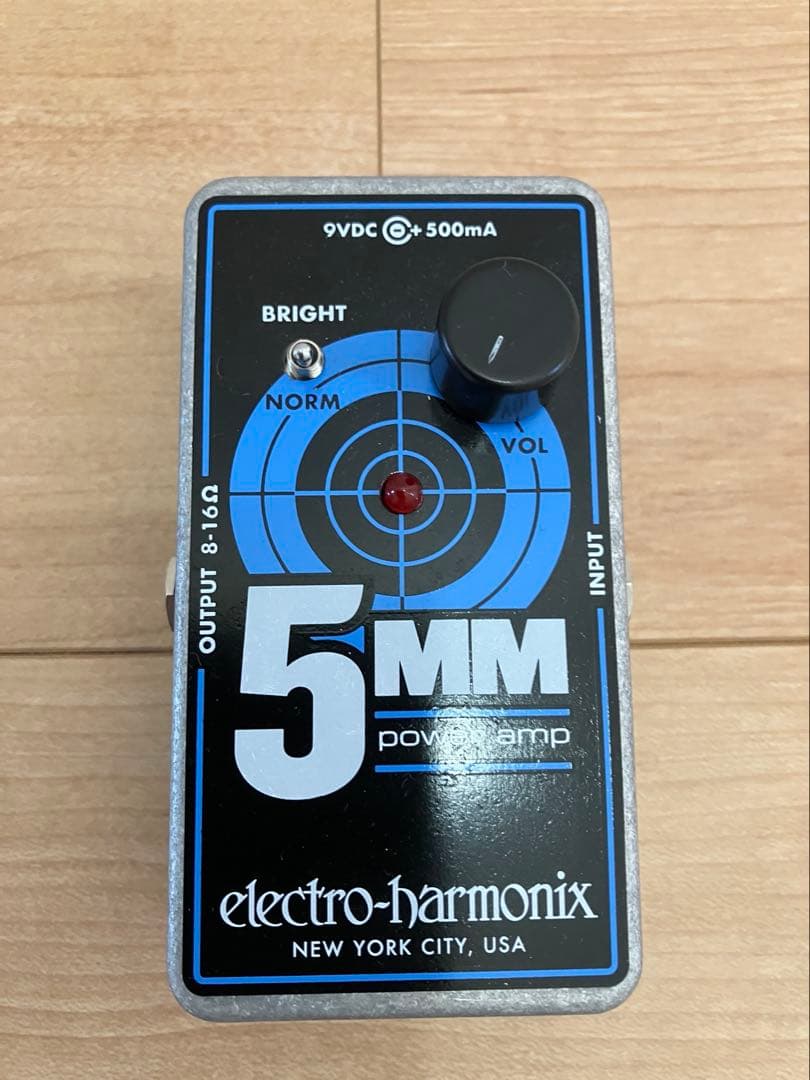 9VDC + 500mA
BRIGHT
NORM
VOL
OUTPUT 8-16Ω
INPUT
5MM
power amp
electro-harmonix
NEW YORK CITY, USA